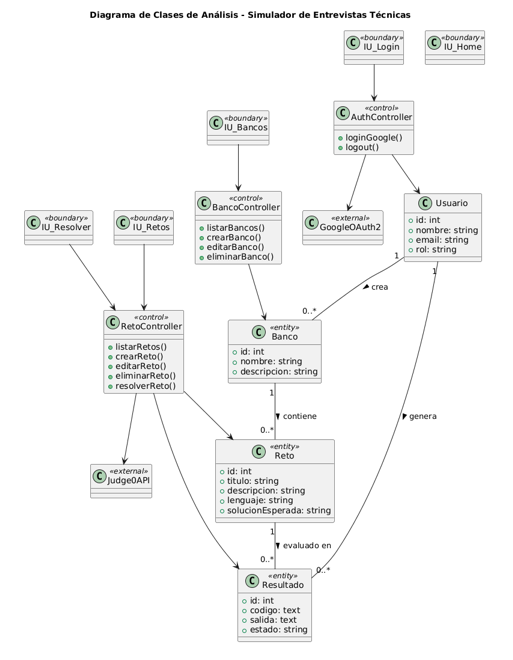 Diagrama de Clases de Análisis - Simulador de Entrevistas Técnicas
C «boundary» IU_Login
C «boundary» IU_Home
C «control» AuthController
loginGoogle()
logout()
C «boundary» IU_Bancos
C «control» BancoController
listarBancos()
crearBanco()
editarBanco()
eliminarBanco()
C «external» GoogleOAuth2
C Usuario
id: int
nombre: string
email: string
rol: string
C «boundary» IU_Resolver
C «boundary» IU_Retos
1
1
crea
0..*
C «control» RetoController
listarRetos()
crearReto()
editarReto()
eliminarReto()
resolverReto()
C «entity» Banco
id: int
nombre: string
descripcion: string
1
contiene
0..*
genera
C «external» Judge0API
C «entity» Reto
id: int
titulo: string
descripcion: string
lenguaje: string
solucionEsperada: string
1
evaluado en
0..*
0..*
C «entity» Resultado
id: int
codigo: text
salida: text
estado: string